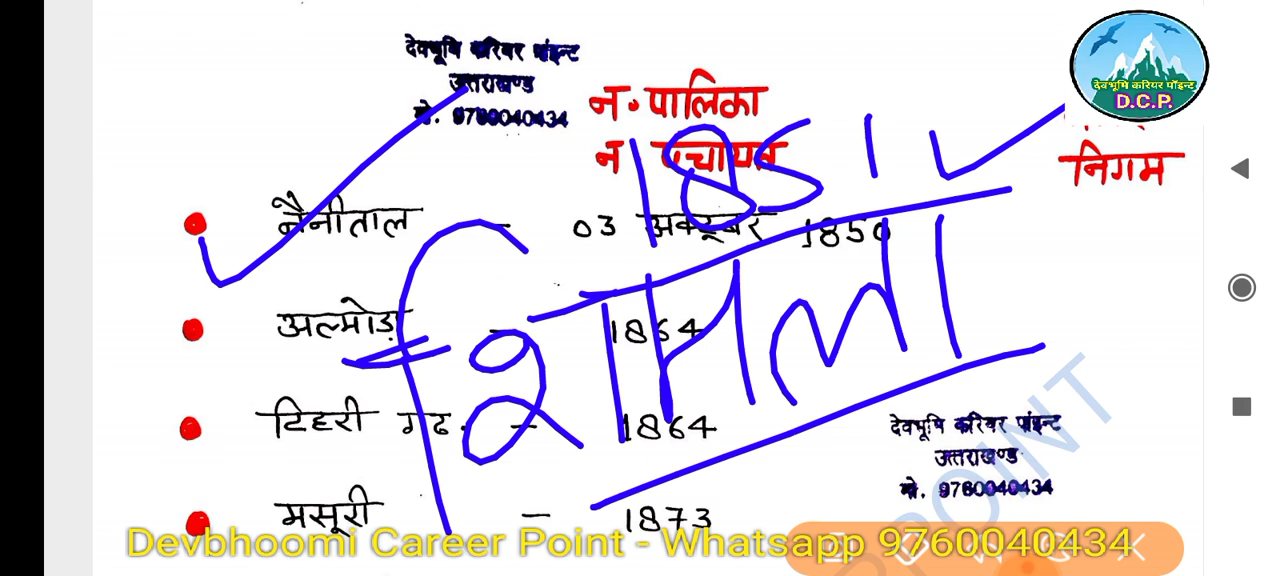 देवभूमि करियर पांइन्ट
उत्तराखण्ड
मो. 9760040434
देवभूमि करियर पॉइन्ट
D.C.P.
न. पालिका
न पंचायत
1851
निगम
नैनीताल - 03 अक्टूबर 1850
शिमला
अल्मोड़ा - 1864
टिहरी गढ. - 1864
मसूरी - 1873
देवभूमि करियर पांइन्ट
उत्तराखण्ड
मो. 9760040434
POINT
Devbhoomi Career Point - Whatsapp 9760040434